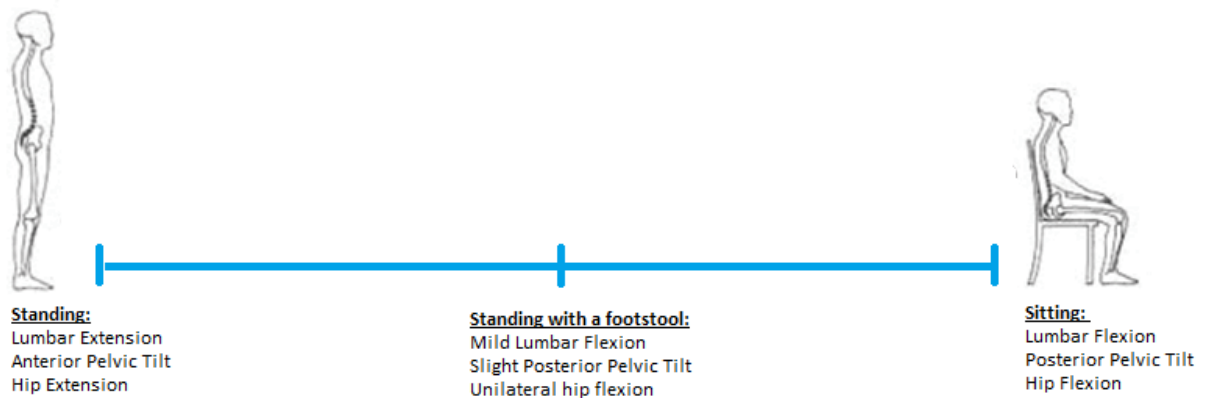 Standing:
Lumbar Extension
Anterior Pelvic Tilt
Hip Extension
Standing with a footstool:
Mild Lumbar Flexion
Slight Posterior Pelvic Tilt
Unilateral hip flexion
Sitting:
Lumbar Flexion
Posterior Pelvic Tilt
Hip Flexion